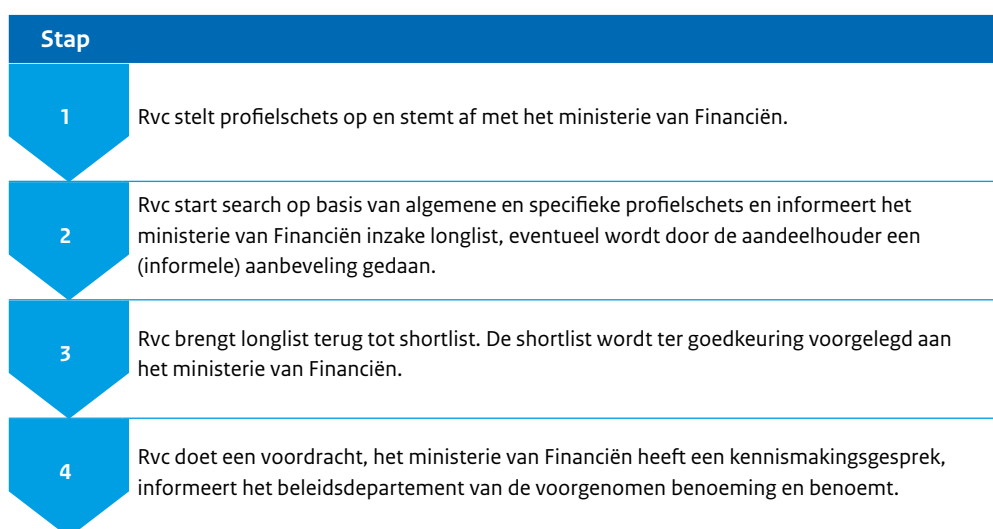 Stap
1
Rvc stelt profielschets op en stemt af met het ministerie van Financiën.
2
Rvc start search op basis van algemene en specifieke profielschets en informeert het
ministerie van Financiën inzake longlist, eventueel wordt door de aandeelhouder een
(informele) aanbeveling gedaan.
3
Rvc brengt longlist terug tot shortlist. De shortlist wordt ter goedkeuring voorgelegd aan
het ministerie van Financiën.
4
Rvc doet een voordracht, het ministerie van Financiën heeft een kennismakingsgesprek,
informeert het beleidsdepartement van de voorgenomen benoeming en benoemt.